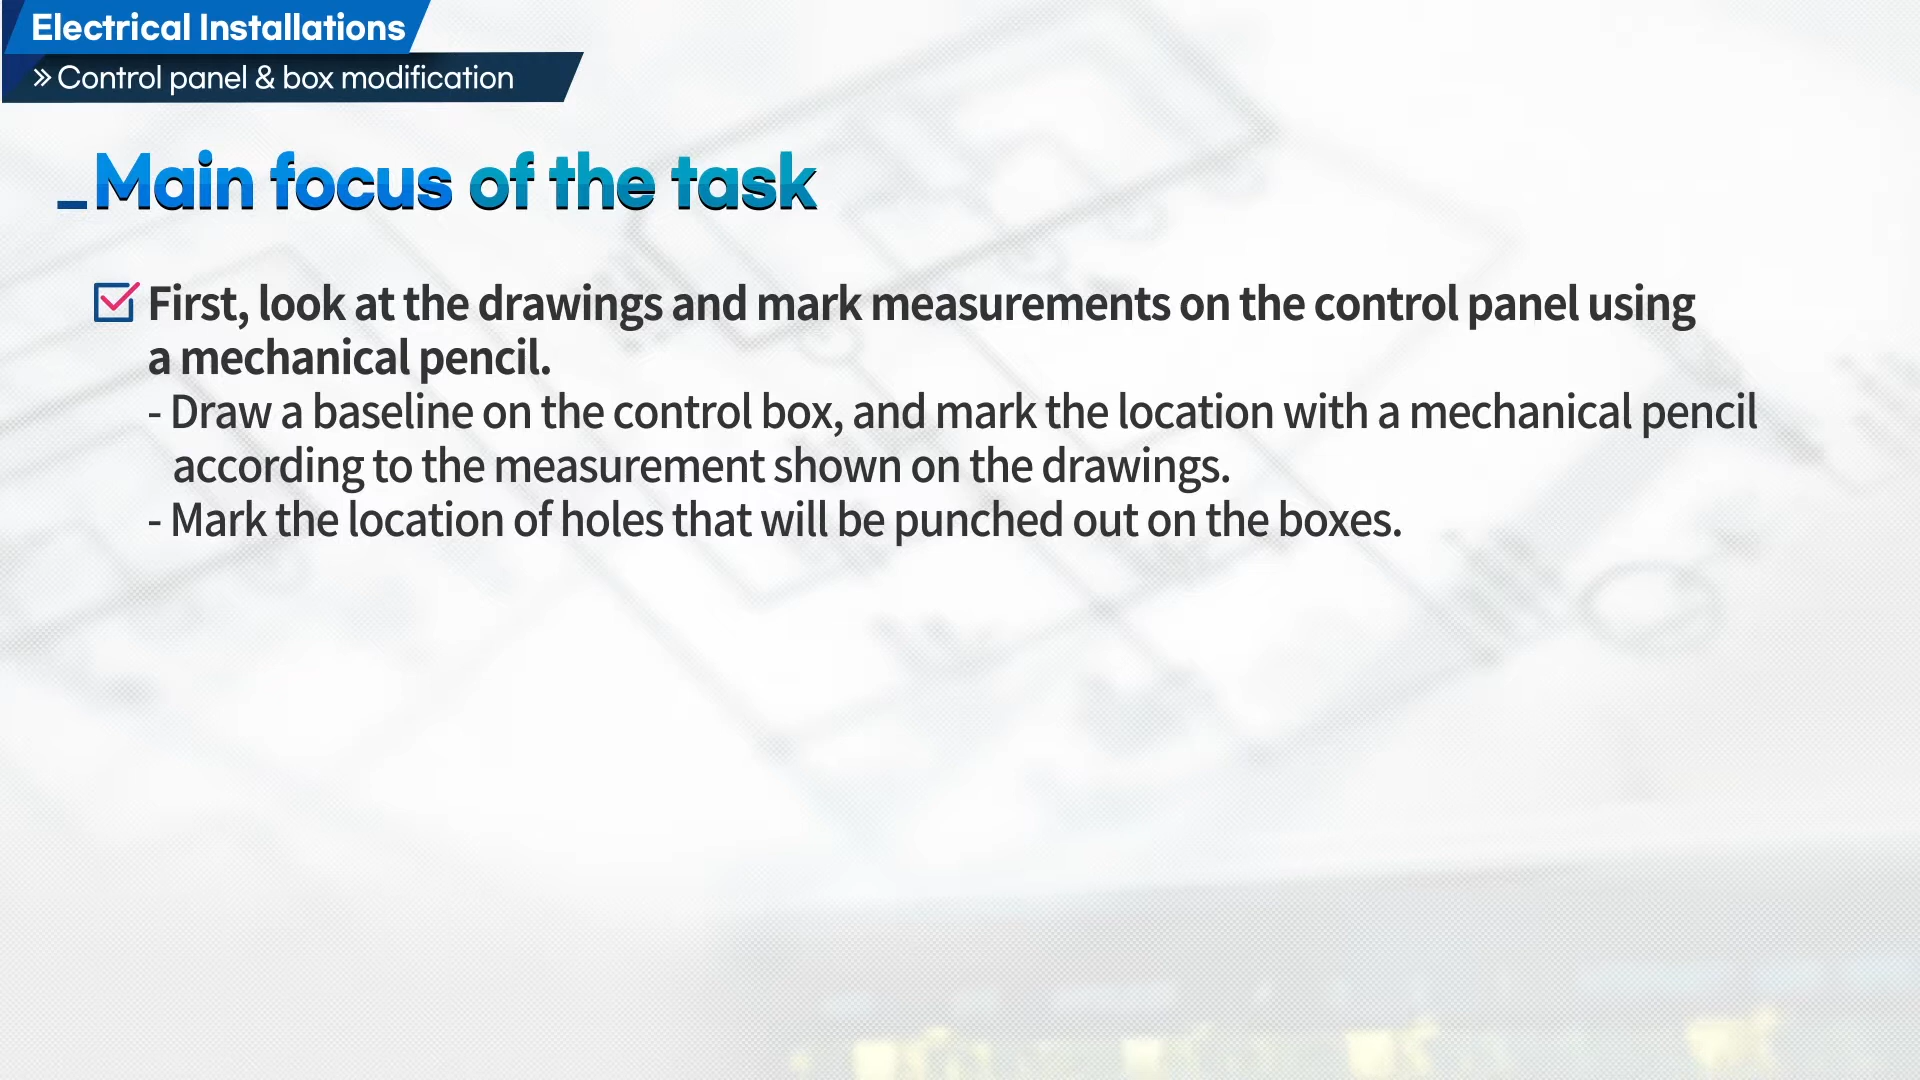 Electrical Installations
» Control panel & box modification
Main focus of the task
First, look at the drawings and mark measurements on the control panel using
a mechanical pencil.
- Draw a baseline on the control box, and mark the location with a mechanical pencil
according to the measurement shown on the drawings.
- Mark the location of holes that will be punched out on the boxes.